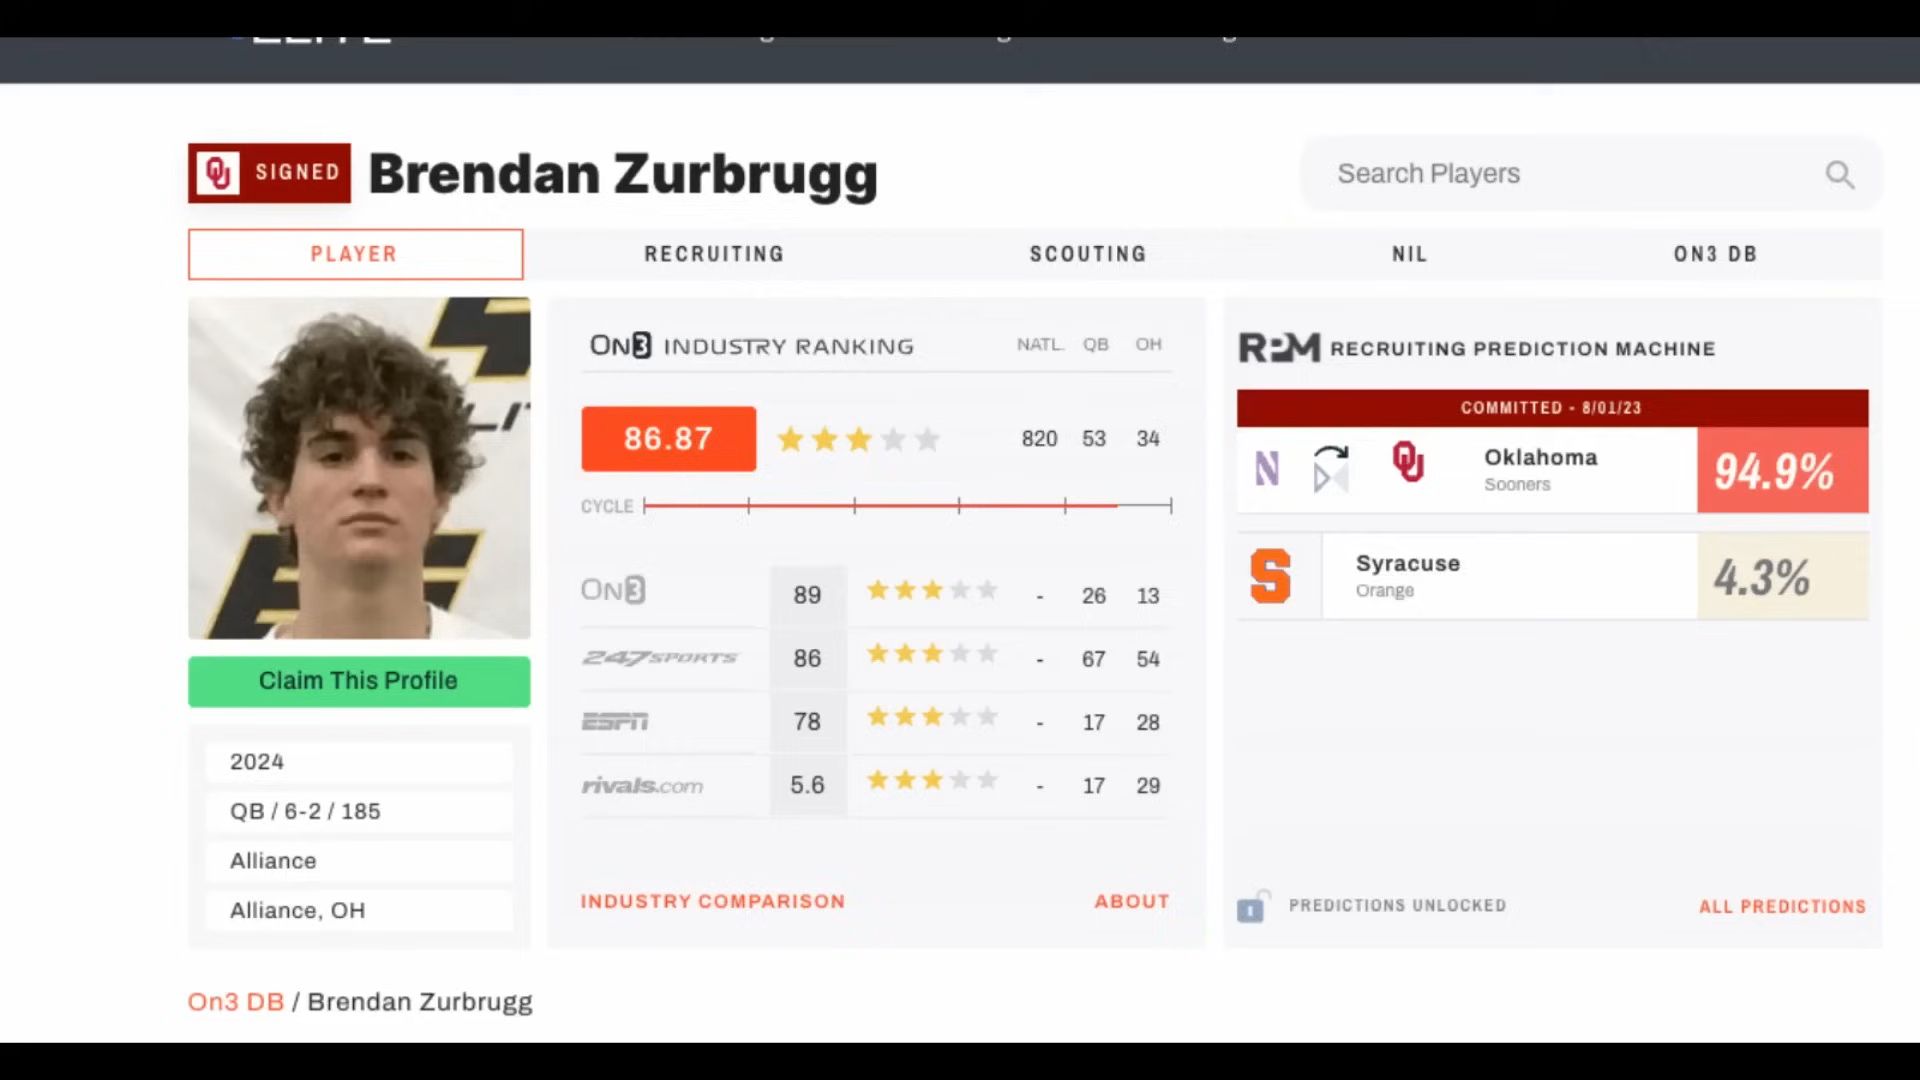 SIGNED Brendan Zurbrugg
Search Players
PLAYER RECRUITING SCOUTING NIL ON3 DB
On3 INDUSTRY RANKING NATL. QB OH
86.87 820 53 34
CYCLE
On3 89 - 26 13
247SPORTS 86 - 67 54
ESPN 78 - 17 28
rivals.com 5.6 - 17 29
INDUSTRY COMPARISON ABOUT
RPM RECRUITING PREDICTION MACHINE
COMMITTED - 8/01/23
N OU Oklahoma 94.9%
Sooners
S Syracuse 4.3%
Orange
PREDICTIONS UNLOCKED ALL PREDICTIONS
Claim This Profile
2024
QB / 6-2 / 185
Alliance
Alliance, OH
On3 DB / Brendan Zurbrugg